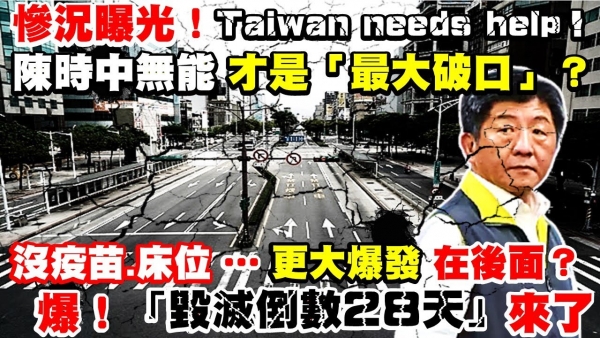 慘況曝光！Taiwan needs help！
陳時中無能 才是「最大破口」？
沒疫苗.床位…更大爆發 在後面？
爆！「毀滅倒數28天」來了